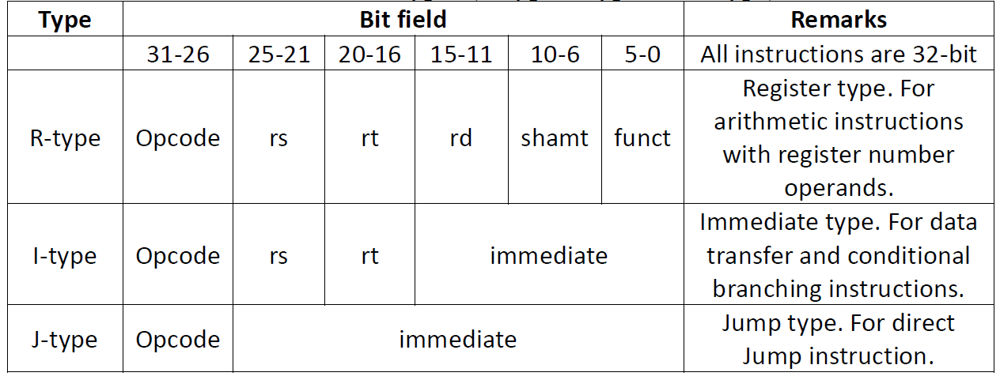 Type Bit field Remarks
31-26 25-21 20-16 15-11 10-6 5-0 All instructions are 32-bit
R-type Opcode rs rt rd shamt funct Register type. For
arithmetic instructions
with register number
operands.
I-type Opcode rs rt immediate Immediate type. For data
transfer and conditional
branching instructions.
J-type Opcode immediate Jump type. For direct
Jump instruction.